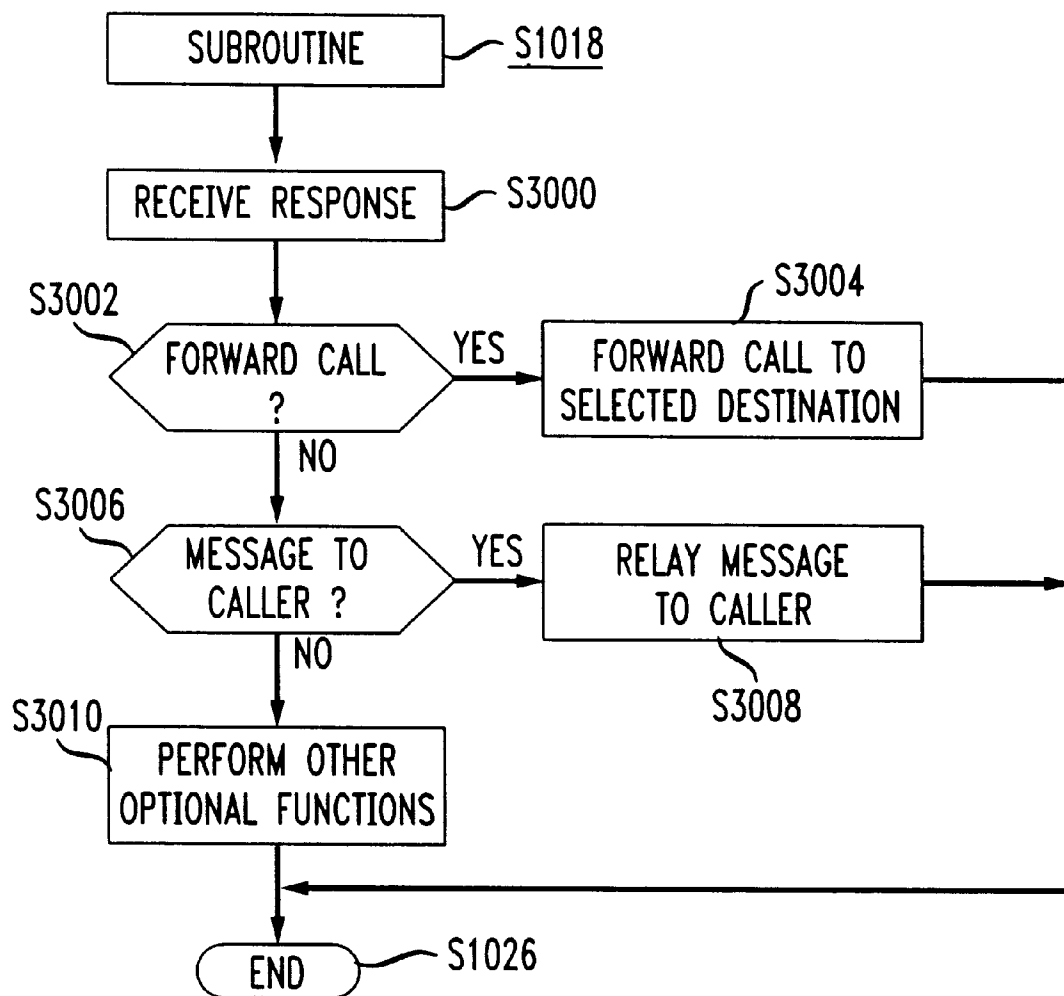 SUBROUTINE
S1018
RECEIVE RESPONSE
S3000
S3002
FORWARD CALL
?
YES
S3004
FORWARD CALL TO
SELECTED DESTINATION
NO
S3006
MESSAGE TO
CALLER ?
YES
RELAY MESSAGE
TO CALLER
S3008
NO
S3010
PERFORM OTHER
OPTIONAL FUNCTIONS
END
S1026